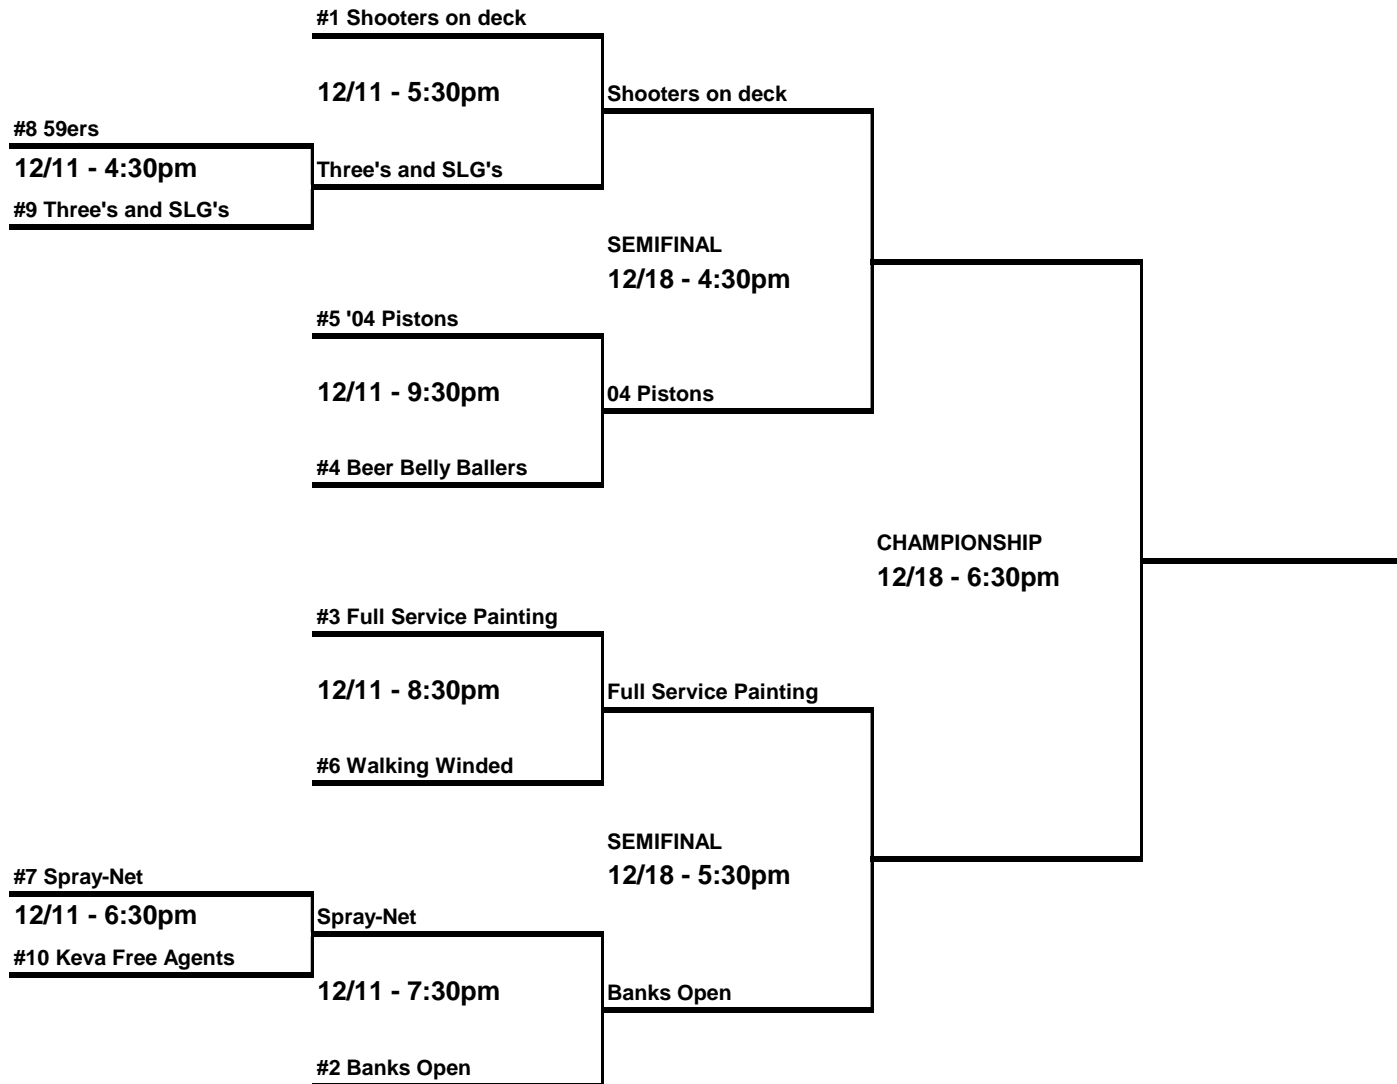 #1 Shooters on deck
12/11 - 5:30pm
Shooters on deck
#8 59ers
12/11 - 4:30pm
Three's and SLG's
#9 Three's and SLG's
SEMIFINAL
12/18 - 4:30pm
#5 '04 Pistons
12/11 - 9:30pm
04 Pistons
#4 Beer Belly Ballers
CHAMPIONSHIP
12/18 - 6:30pm
#3 Full Service Painting
12/11 - 8:30pm
Full Service Painting
#6 Walking Winded
SEMIFINAL
12/18 - 5:30pm
#7 Spray-Net
12/11 - 6:30pm
Spray-Net
#10 Keva Free Agents
12/11 - 7:30pm
Banks Open
#2 Banks Open